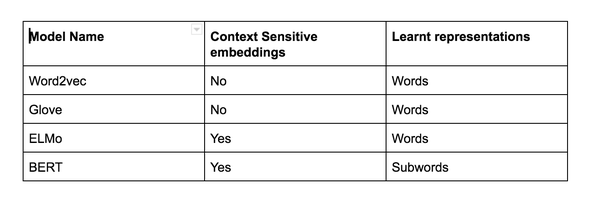 Model Name Context Sensitive embeddings Learnt representations
Word2vec No Words
Glove No Words
ELMo Yes Words
BERT Yes Subwords